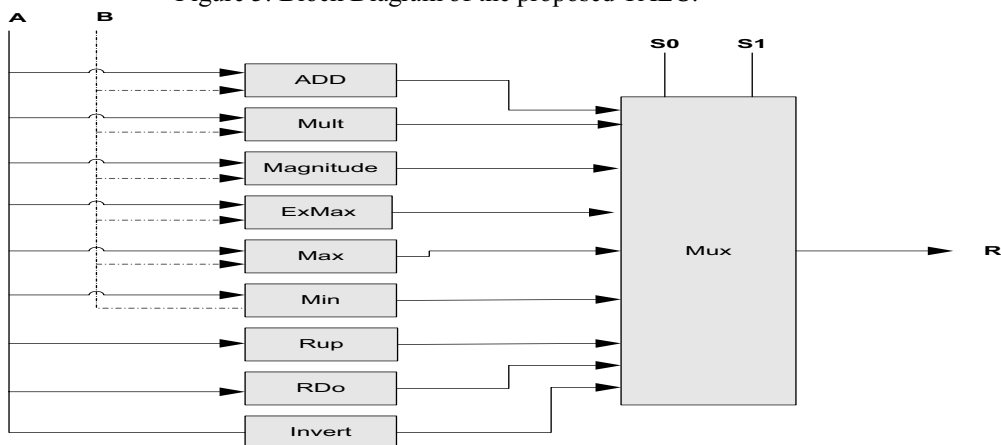 Figure Block Diagram of the proposed TALU.
A
B
S0
S1
ADD
Mult
Magnitude
ExMax
Max
Mux
R
Min
Rup
RDo
Invert